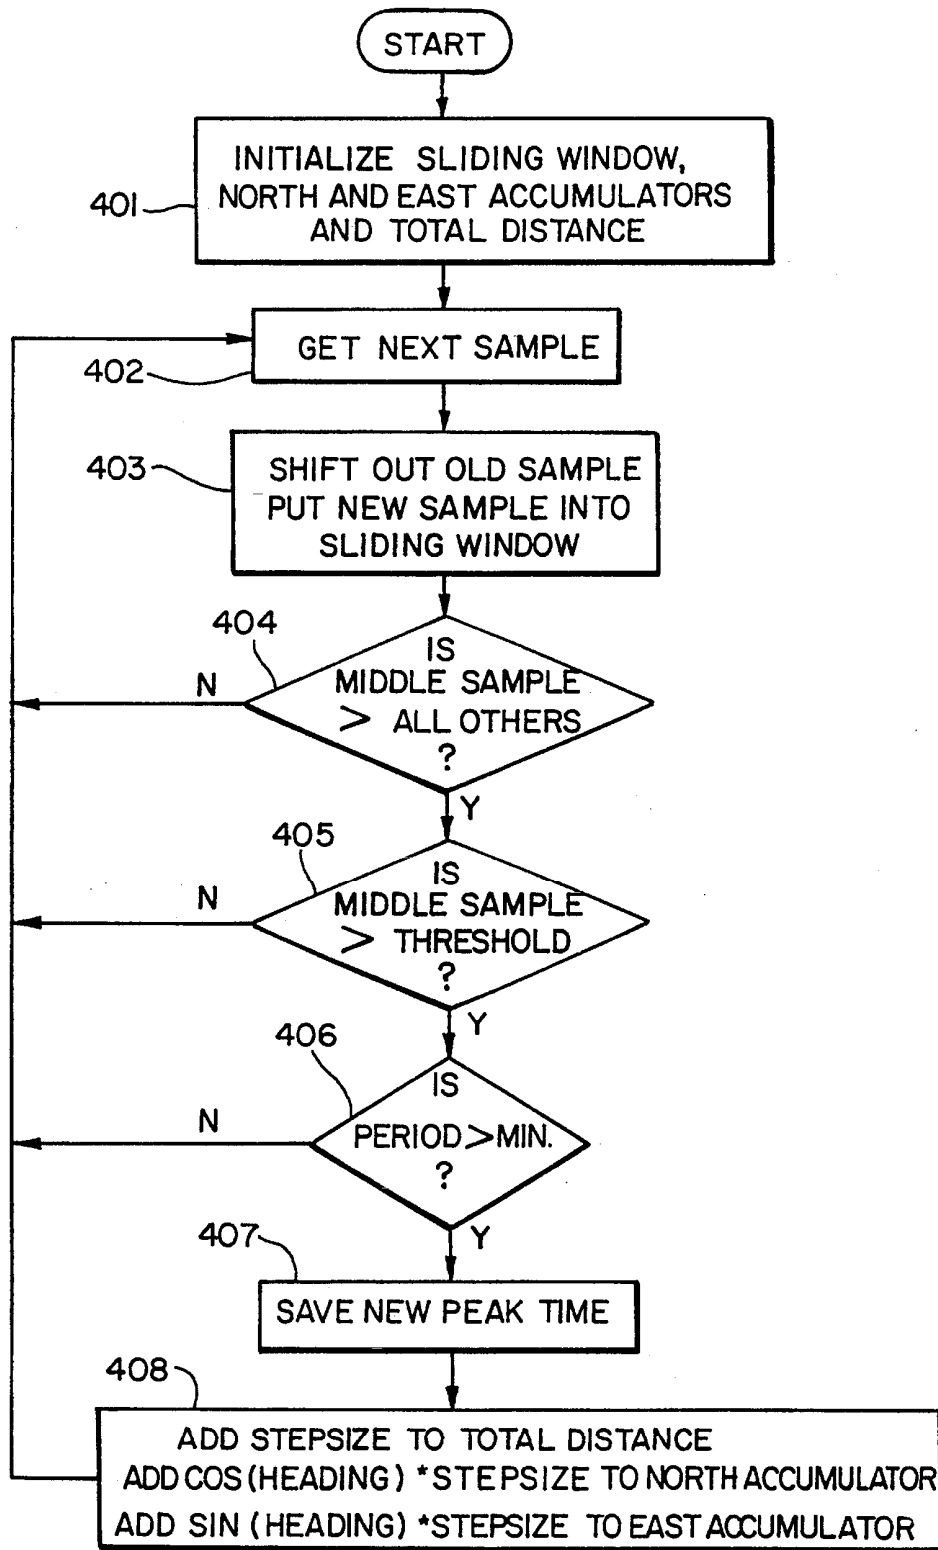 START
INITIALIZE SLIDING WINDOW,
NORTH AND EAST ACCUMULATORS
AND TOTAL DISTANCE
401
GET NEXT SAMPLE
402
403
SHIFT OUT OLD SAMPLE
PUT NEW SAMPLE INTO
SLIDING WINDOW
404
IS
MIDDLE SAMPLE
> ALL OTHERS
?
N
Y
405
IS
MIDDLE SAMPLE
> THRESHOLD
?
N
Y
406
IS
PERIOD > MIN.
?
N
Y
407
SAVE NEW PEAK TIME
408
ADD STEPSIZE TO TOTAL DISTANCE
ADD COS (HEADING) *STEPSIZE TO NORTH ACCUMULATOR
ADD SIN (HEADING) *STEPSIZE TO EAST ACCUMULATOR